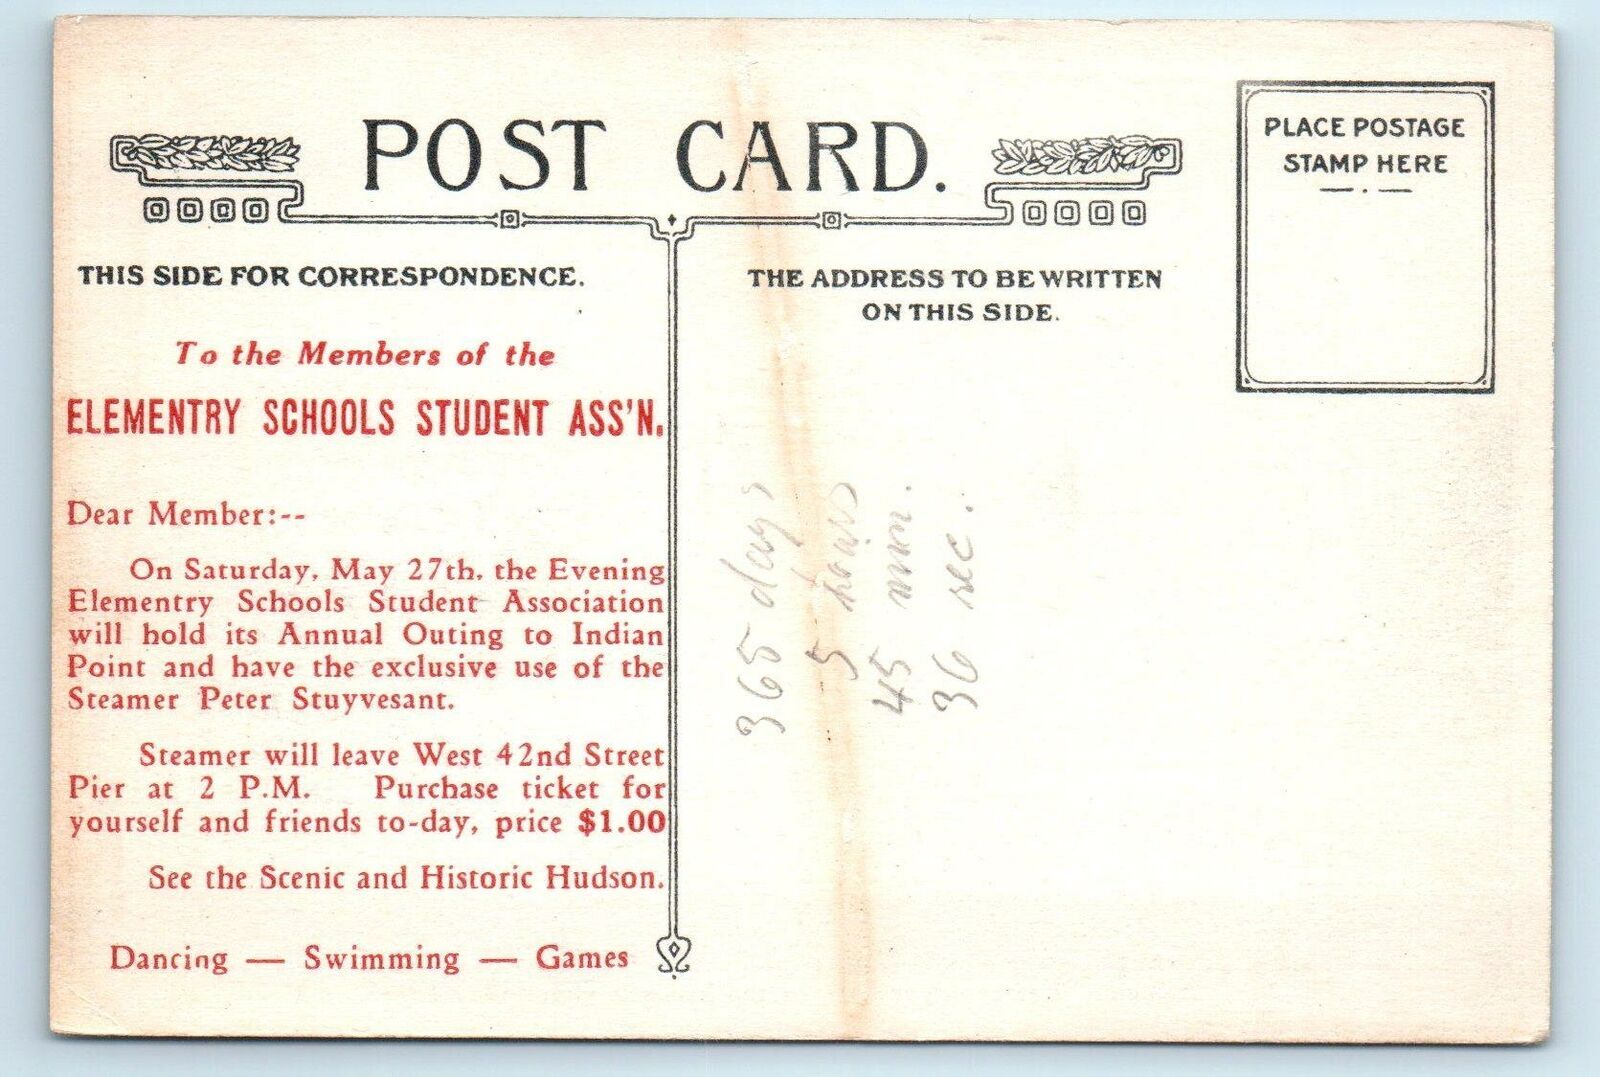 POST CARD.
PLACE POSTAGE
STAMP HERE
THIS SIDE FOR CORRESPONDENCE.
THE ADDRESS TO BE WRITTEN
ON THIS SIDE.
To the Members of the
ELEMENTRY SCHOOLS STUDENT ASS'N.
Dear Member:--
On Saturday, May 27th, the Evening
Elementry Schools Student Association
will hold its Annual Outing to Indian
Point and have the exclusive use of the
Steamer Peter Stuyvesant.
Steamer will leave West 42nd Street
Pier at 2 P.M. Purchase ticket for
yourself and friends to-day, price $1.00
See the Scenic and Historic Hudson.
Dancing — Swimming — Games
365 days
5 hours
45 min.
36 sec.